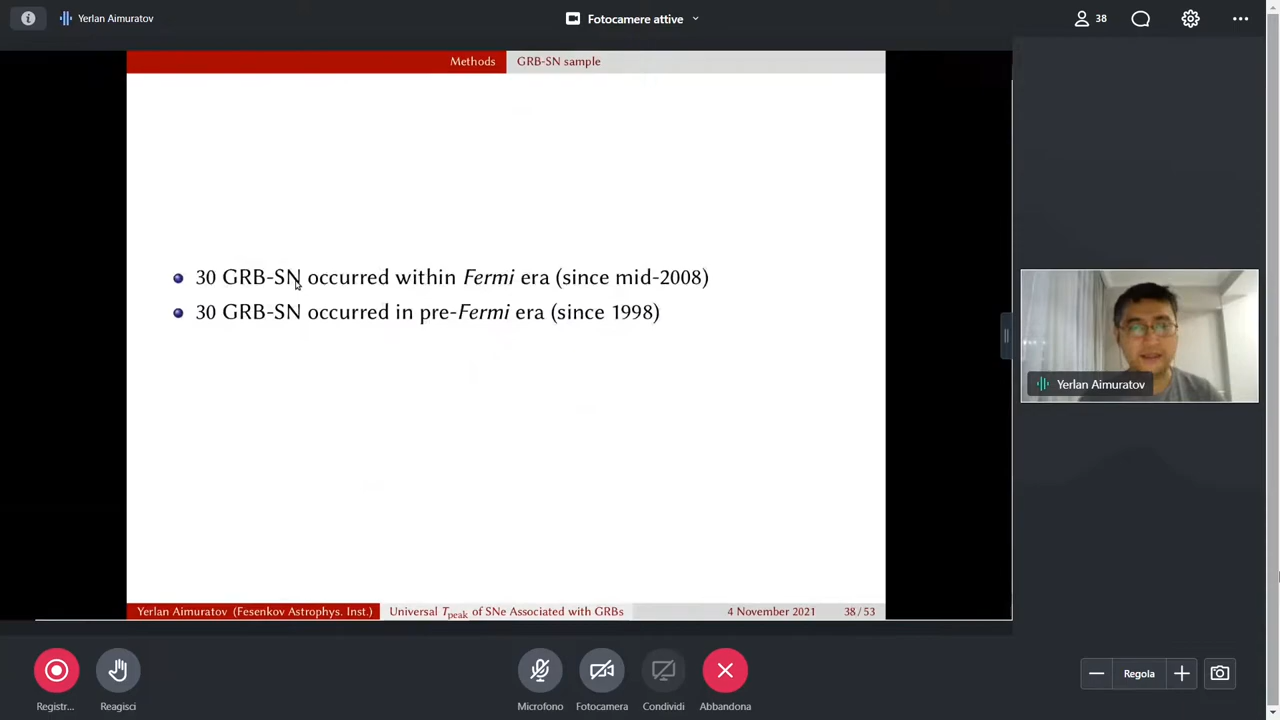 Yerlan Aimuratov
Fotocamere attive
38
Methods
GRB-SN sample
30 GRB-SN occurred within Fermi era (since mid-2008)
30 GRB-SN occurred in pre-Fermi era (since 1998)
Yerlan Aimuratov
Yerlan Aimuratov (Fesenkov Astrophys. Inst.)
Universal Tpeak of SNe Associated with GRBs
4 November 2021
38 / 53
Registr...
Reagisci
Microfono
Fotocamera
Condividi
Abbandona
Regola